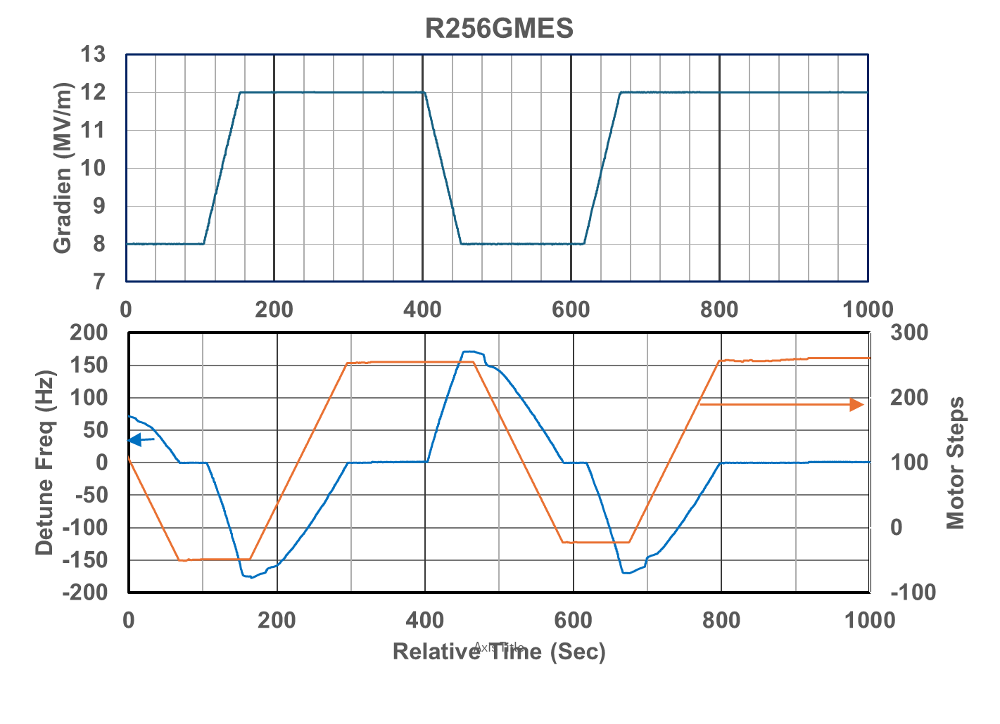 R256GMES
Gradien (MV/m)
13
12
11
10
9
8
7
0 200 400 600 800 1000
Detune Freq (Hz)
200
150
100
50
0
-50
-100
-150
-200
300
200
100
0
-100
Motor Steps
0 200 400 600 800 1000
Axis Title
Relative Time (Sec)